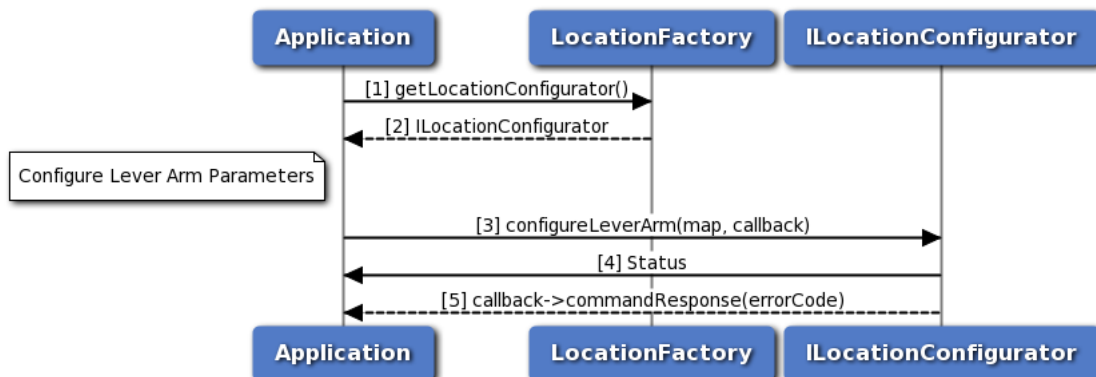 Application
LocationFactory
ILocationConfigurator
[1] getLocationConfigurator()
[2] ILocationConfigurator
Configure Lever Arm Parameters
[3] configureLeverArm(map, callback)
[4] Status
[5] callback->commandResponse(errorCode)
Application
LocationFactory
ILocationConfigurator